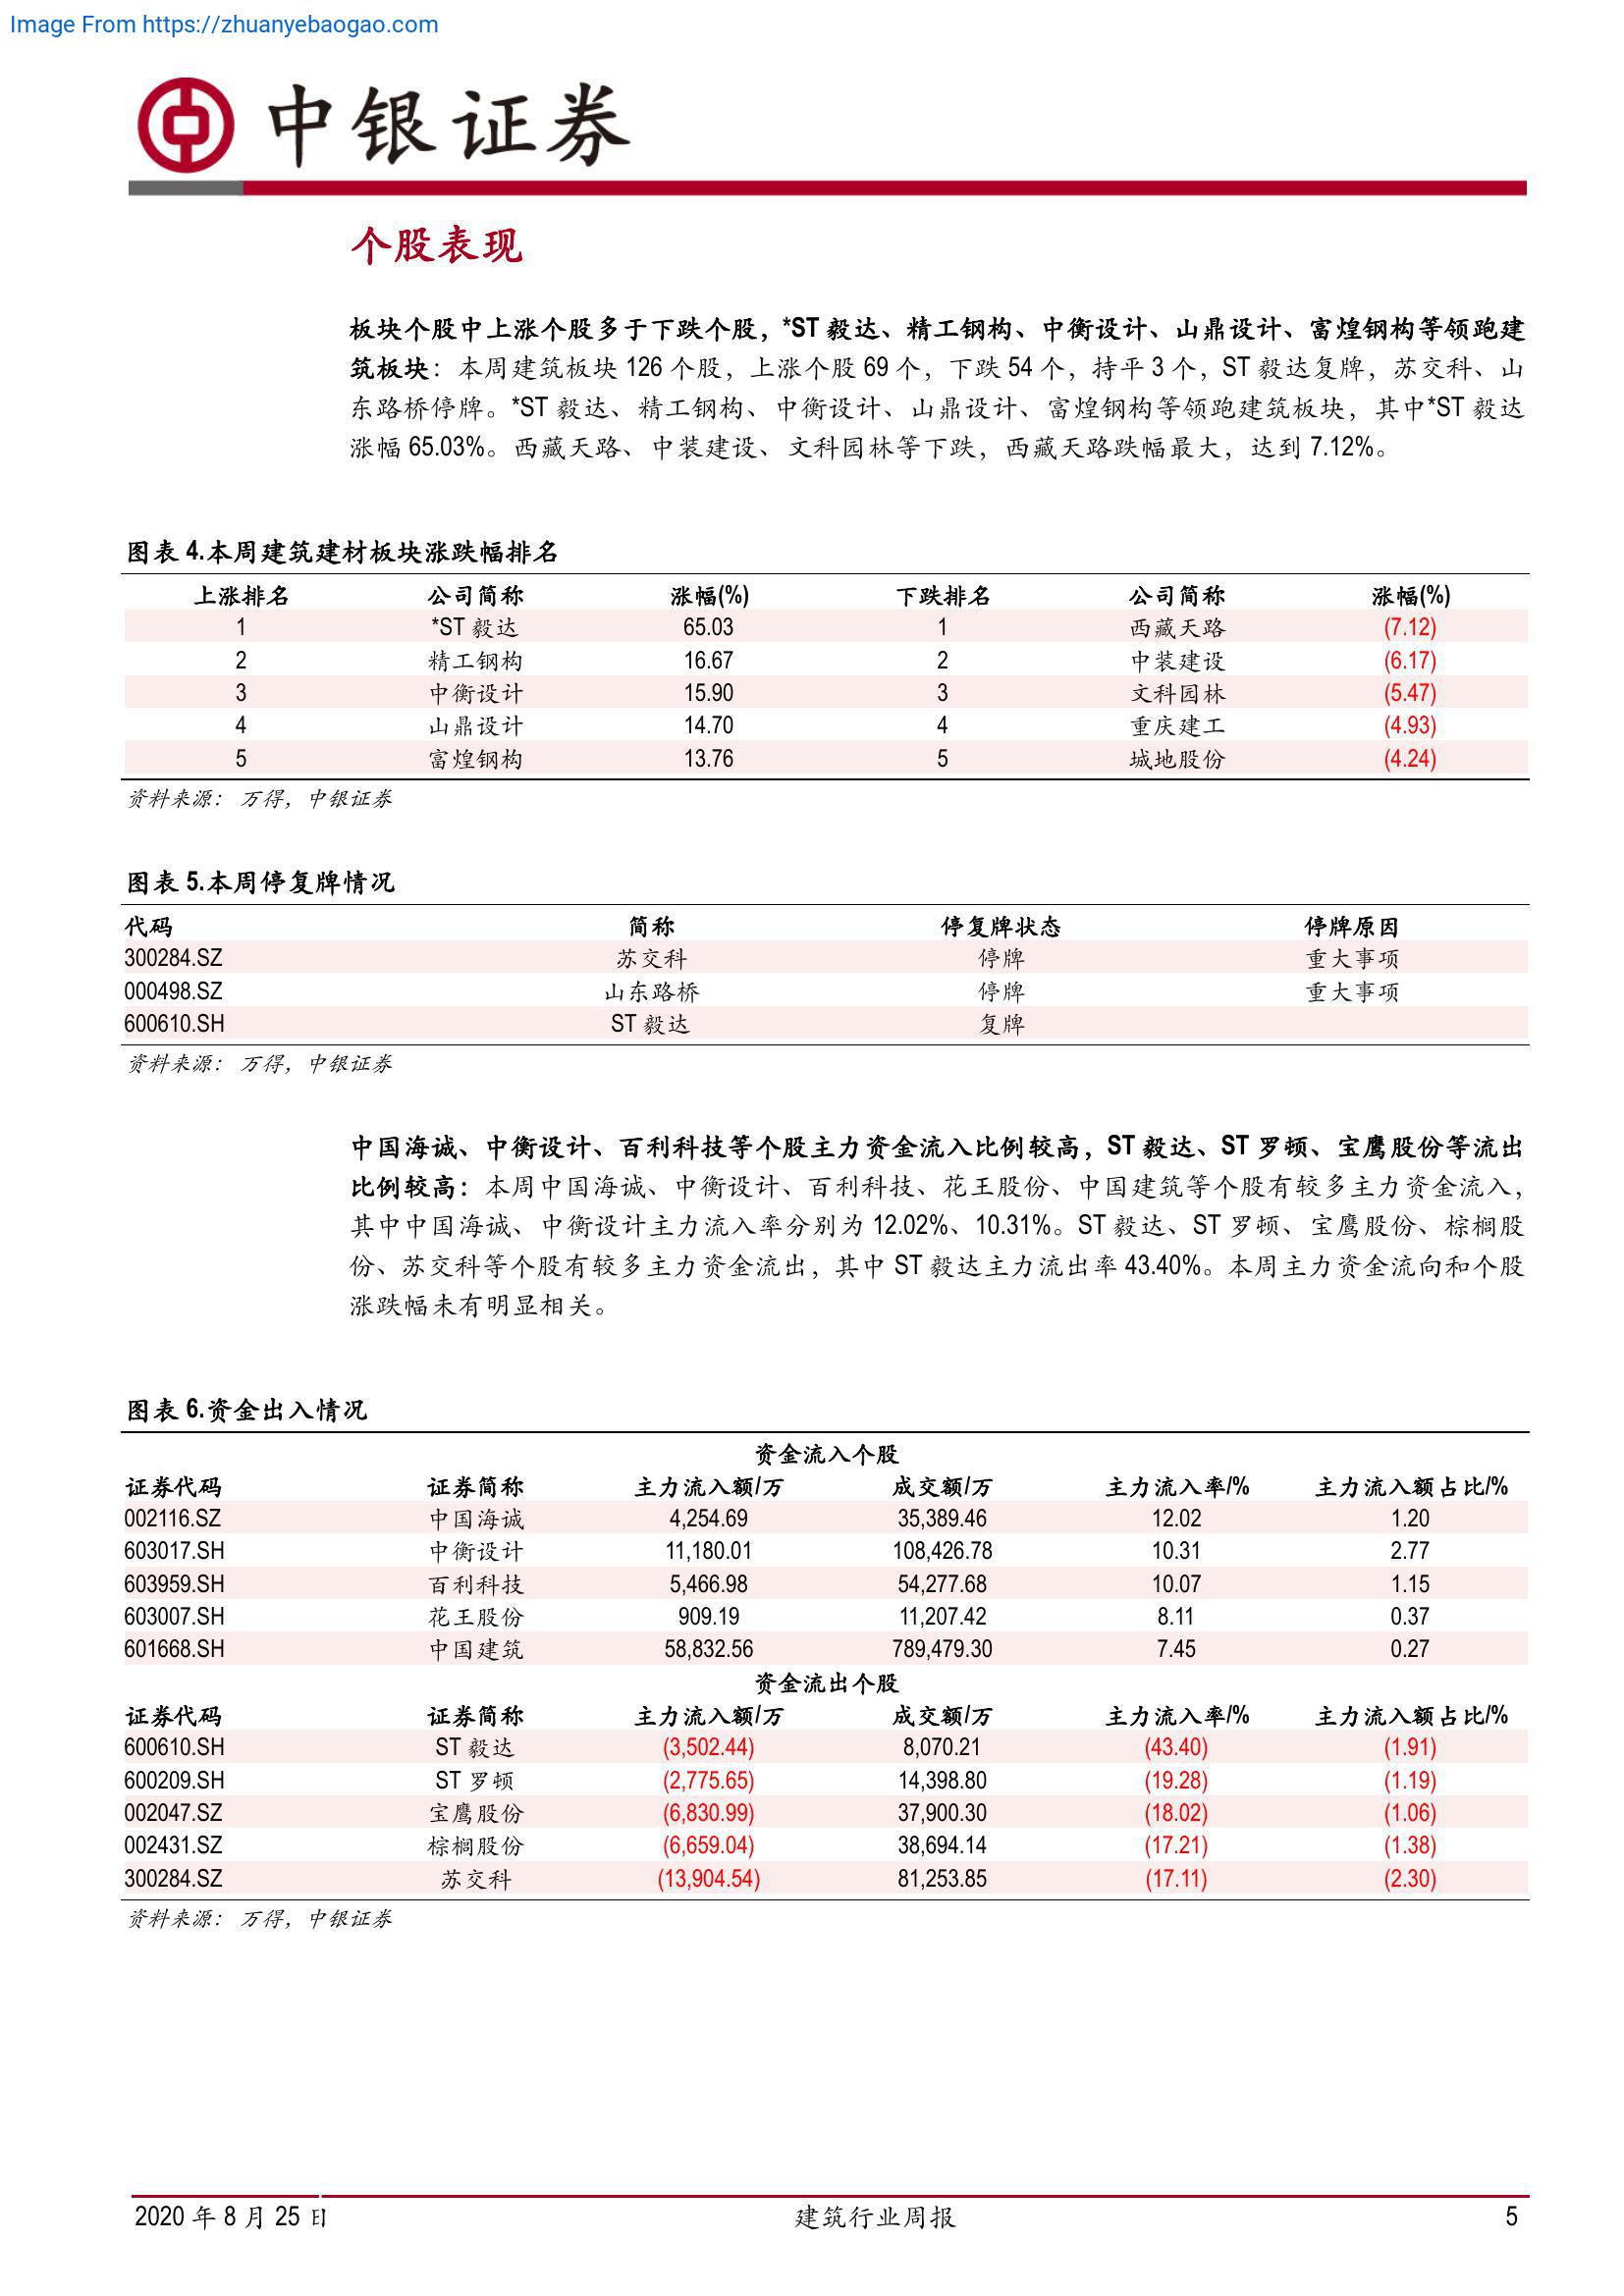 Image From https://zhuanyebaogao.com
中银证券
个股表现
板块个股中上涨个股多于下跌个股，*ST 毅达、精工钢构、中衡设计、山鼎设计、富煌钢构等领跑建
筑板块：本周建筑板块 126 个股，上涨个股 69 个，下跌 54 个，持平 3 个，ST 毅达复牌，苏交科、山
东路桥停牌。*ST 毅达、精工钢构、中衡设计、山鼎设计、富煌钢构等领跑建筑板块，其中*ST 毅达
涨幅 65.03%。西藏天路、中装建设、文科园林等下跌，西藏天路跌幅最大，达到 7.12%。
图表 4.本周建筑建材板块涨跌幅排名
上涨排名 公司简称 涨幅(%) 下跌排名 公司简称 涨幅(%)
1 *ST 毅达 65.03 1 西藏天路 (7.12)
2 精工钢构 16.67 2 中装建设 (6.17)
3 中衡设计 15.90 3 文科园林 (5.47)
4 山鼎设计 14.70 4 重庆建工 (4.93)
5 富煌钢构 13.76 5 城地股份 (4.24)
资料来源：万得，中银证券
图表 5.本周停复牌情况
代码 简称 停复牌状态 停牌原因
300284.SZ 苏交科 停牌 重大事项
000498.SZ 山东路桥 停牌 重大事项
600610.SH ST 毅达 复牌
资料来源：万得，中银证券
中国海诚、中衡设计、百利科技等个股主力资金流入比例较高，ST 毅达、ST 罗顿、宝鹰股份等流出
比例较高：本周中国海诚、中衡设计、百利科技、花王股份、中国建筑等个股有较多主力资金流入，
其中中国海诚、中衡设计主力流入率分别为 12.02%、10.31%。ST 毅达、ST 罗顿、宝鹰股份、棕榈股
份、苏交科等个股有较多主力资金流出，其中 ST 毅达主力流出率 43.40%。本周主力资金流向和个股
涨跌幅未有明显相关。
图表 6.资金出入情况
资金流入个股
证券代码 证券简称 主力流入额/万 成交额/万 主力流入率/% 主力流入额占比/%
002116.SZ 中国海诚 4,254.69 35,389.46 12.02 1.20
603017.SH 中衡设计 11,180.01 108,426.78 10.31 2.77
603959.SH 百利科技 5,466.98 54,277.68 10.07 1.15
603007.SH 花王股份 909.19 11,207.42 8.11 0.37
601668.SH 中国建筑 58,832.56 789,479.30 7.45 0.27
资金流出个股
证券代码 证券简称 主力流入额/万 成交额/万 主力流入率/% 主力流入额占比/%
600610.SH ST 毅达 (3,502.44) 8,070.21 (43.40) (1.91)
600209.SH ST 罗顿 (2,775.65) 14,398.80 (19.28) (1.19)
002047.SZ 宝鹰股份 (6,830.99) 37,900.30 (18.02) (1.06)
002431.SZ 棕榈股份 (6,659.04) 38,694.14 (17.21) (1.38)
300284.SZ 苏交科 (13,904.54) 81,253.85 (17.11) (2.30)
资料来源：万得，中银证券
2020 年 8 月 25 日 建筑行业周报 5